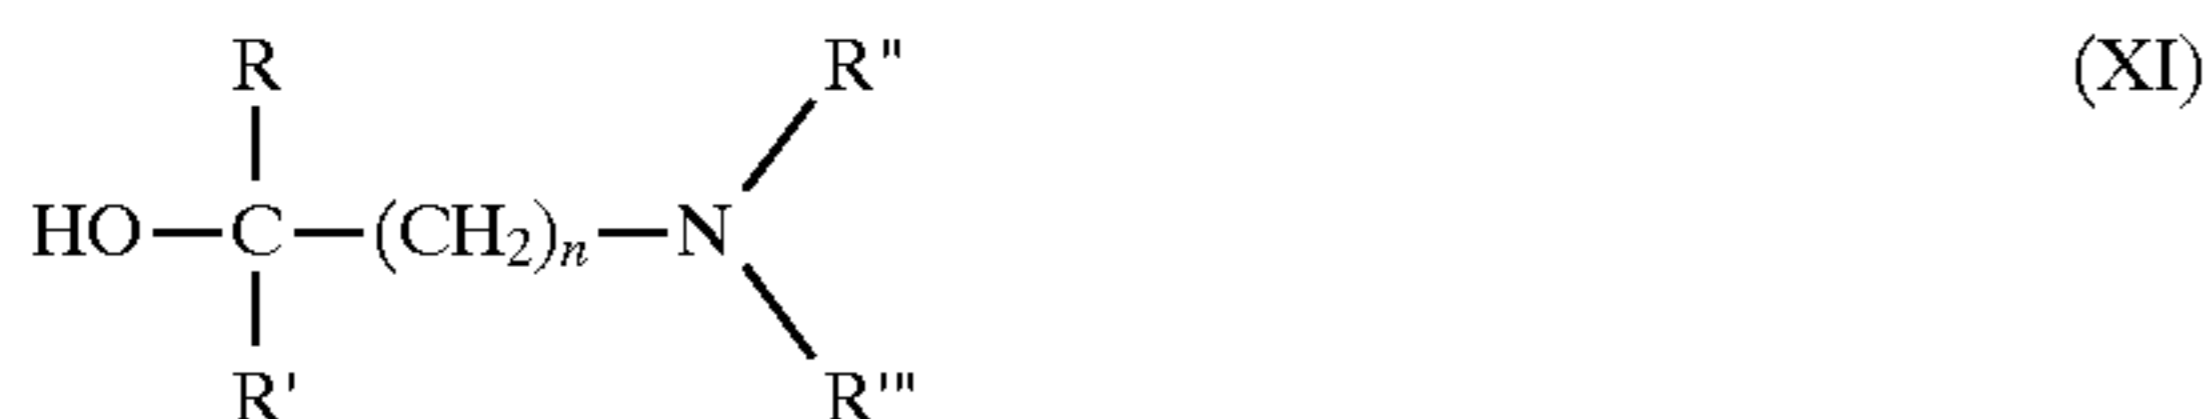 R R" (XI)
HO—C—(CH₂)ₙ—N
R' R'"